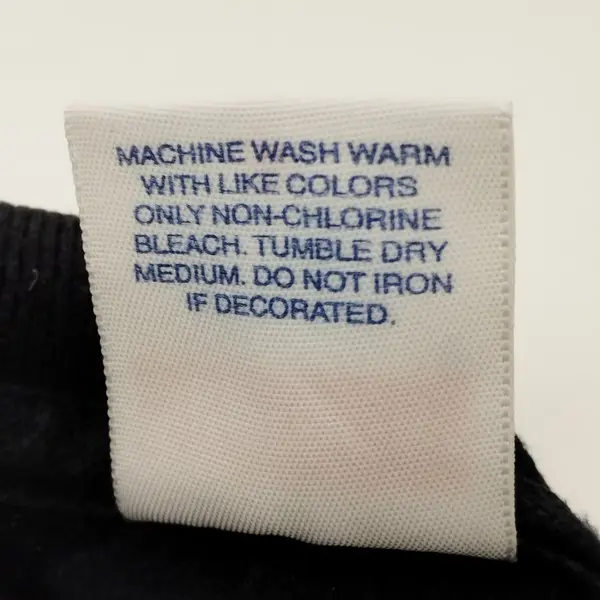 MACHINE WASH WARM
WITH LIKE COLORS
ONLY NON-CHLORINE
BLEACH. TUMBLE DRY
MEDIUM. DO NOT IRON
IF DECORATED.